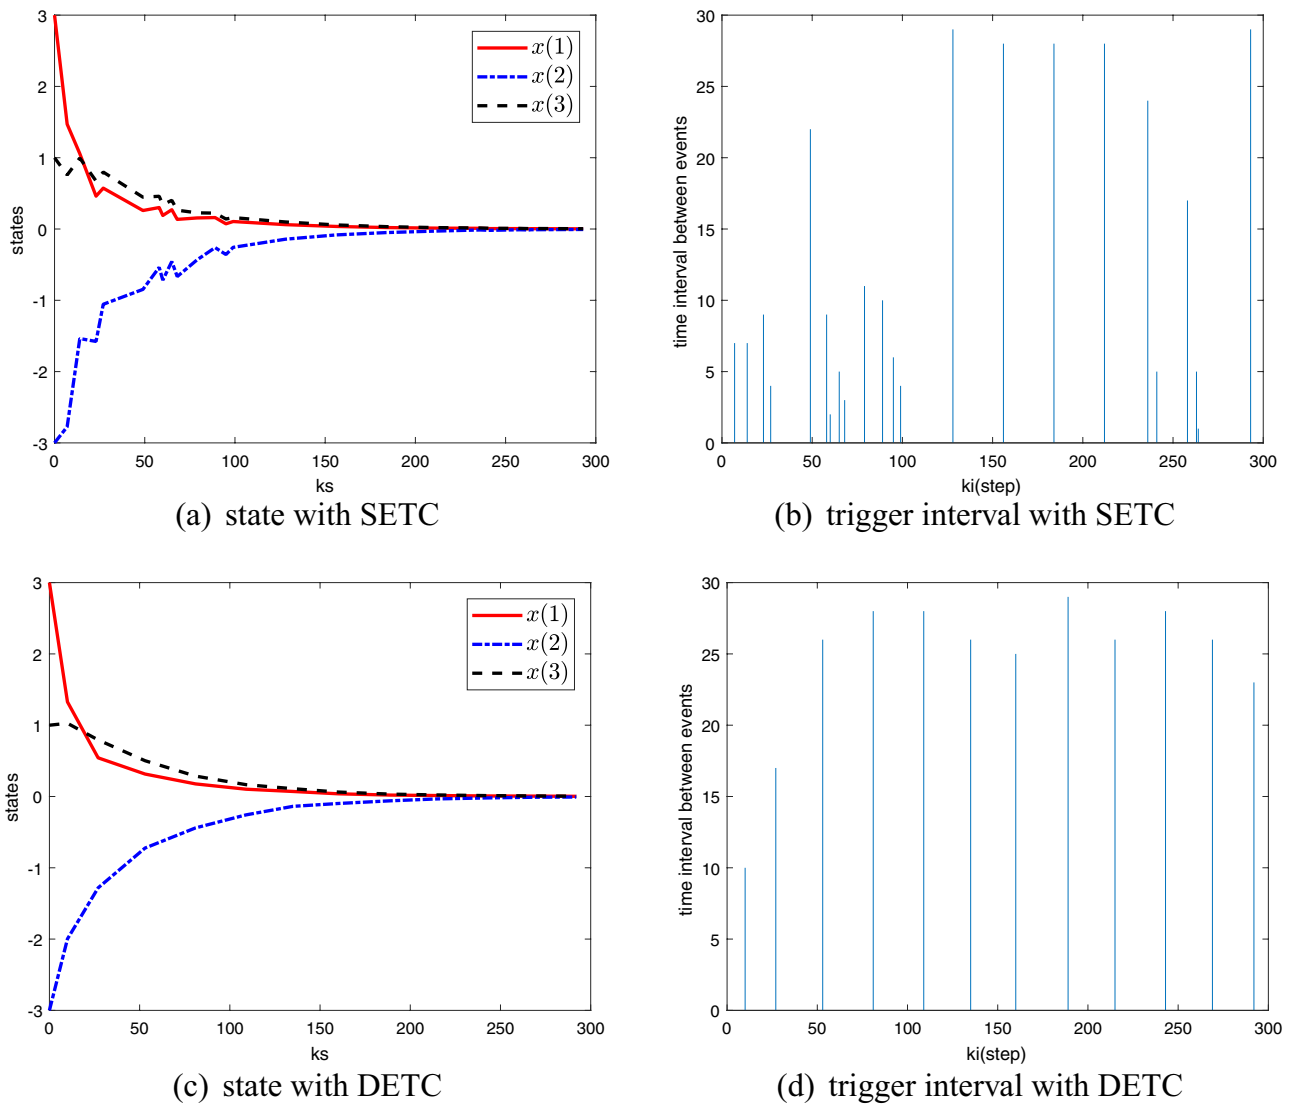 3
2
1
0
-1
-2
-3
states
x(1)
x(2)
x(3)
0 50 100 150 200 250 300
ks
(a) state with SETC
30
25
20
15
10
5
0
time interval between events
0 50 100 150 200 250 300
ki(step)
(b) trigger interval with SETC
3
2
1
0
-1
-2
-3
states
x(1)
x(2)
x(3)
0 50 100 150 200 250 300
ks
(c) state with DETC
30
25
20
15
10
5
0
time interval between events
0 50 100 150 200 250 300
ki(step)
(d) trigger interval with DETC